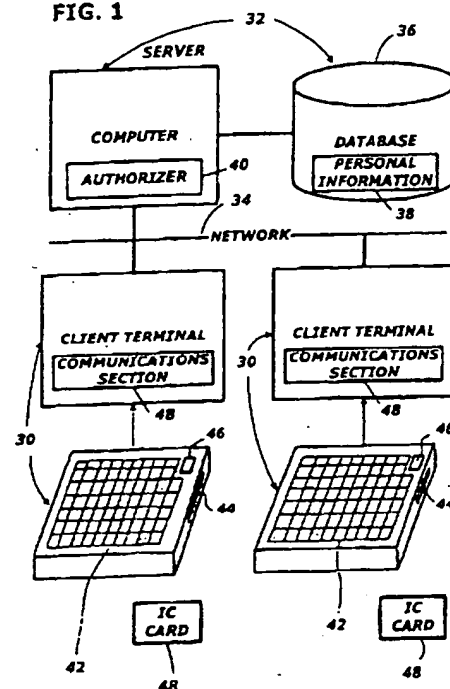 FIG. 1
32
36
SERVER
COMPUTER
DATABASE
40
AUTHORIZER
PERSONAL
INFORMATION
34
38
NETWORK
CLIENT TERMINAL
CLIENT TERMINAL
COMMUNICATIONS
SECTION
30
COMMUNICATIONS
SECTION
48
48
30
46
46
44
44
IC
CARD
42
IC
CARD
42
48
48